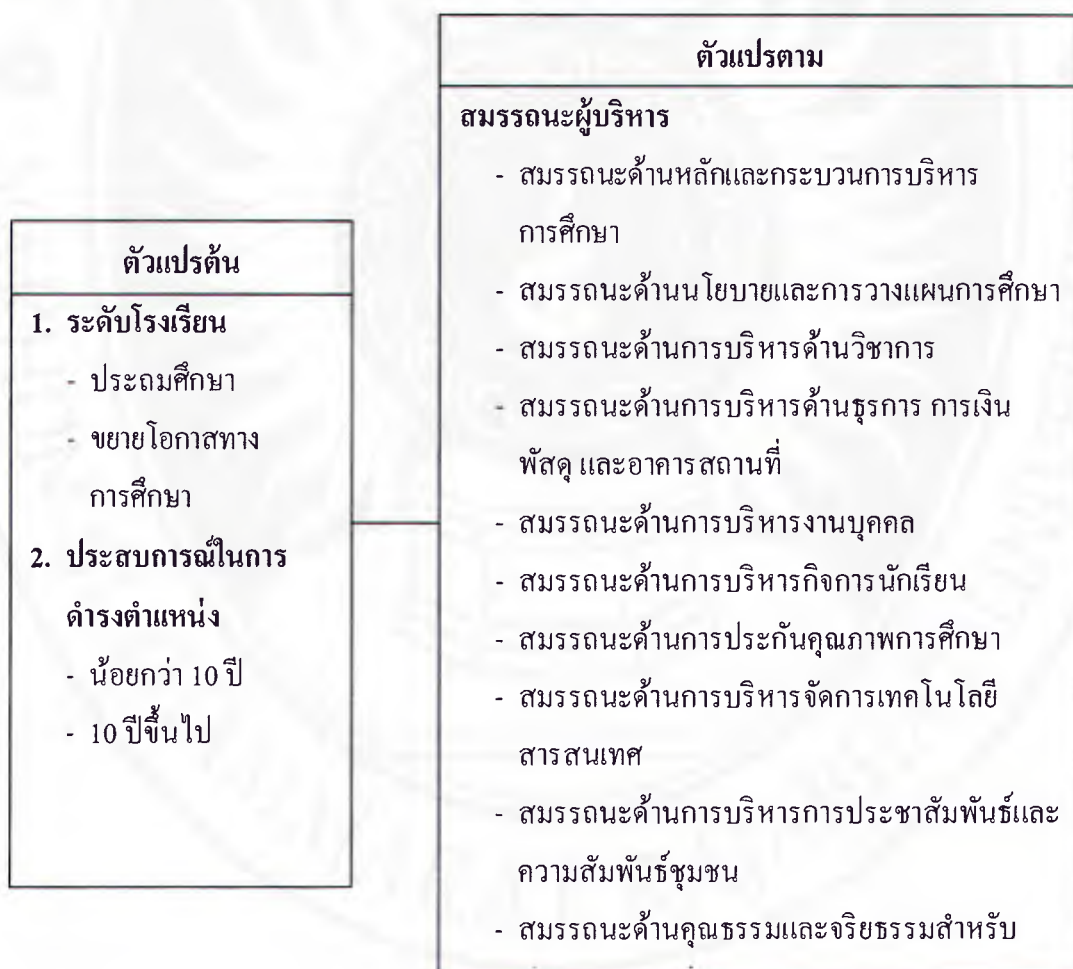 ตัวแปรต้น
1. ระดับโรงเรียน
- ประถมศึกษา
- ขยายโอกาสทาง
การศึกษา
2. ประสบการณ์ในการ
ดำรงตำแหน่ง
- น้อยกว่า 10 ปี
- 10 ปีขึ้นไป
ตัวแปรตาม
สมรรถนะผู้บริหาร
- สมรรถนะด้านหลักและกระบวนการบริหาร
การศึกษา
- สมรรถนะด้านนโยบายและการวางแผนการศึกษา
- สมรรถนะด้านการบริหารด้านวิชาการ
- สมรรถนะด้านการบริหารด้านธุรการ การเงิน
พัสดุ และอาคารสถานที่
- สมรรถนะด้านการบริหารงานบุคคล
- สมรรถนะด้านการบริหารกิจการนักเรียน
- สมรรถนะด้านการประกันคุณภาพการศึกษา
- สมรรถนะด้านการบริหารจัดการเทคโนโลยี
สารสนเทศ
- สมรรถนะด้านการบริหารการประชาสัมพันธ์และ
ความสัมพันธ์ชุมชน
- สมรรถนะด้านคุณธรรมและจริยธรรมสำหรับ